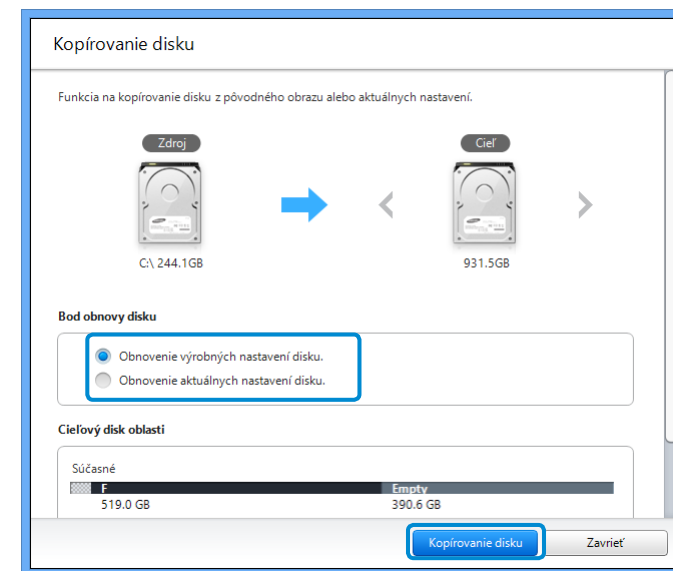 Kopírovanie disku
Funkcia na kopírovanie disku z pôvodného obrazu alebo aktuálnych nastavení.
Zdroj
Cieľ
C:\ 244.1GB
931.5GB
Bod obnovy disku
Obnovenie výrobných nastavení disku.
Obnovenie aktuálnych nastavení disku.
Cieľový disk oblasti
Súčasné
F
Empty
519.0 GB
390.6 GB
Kopírovanie disku
Zavrieť